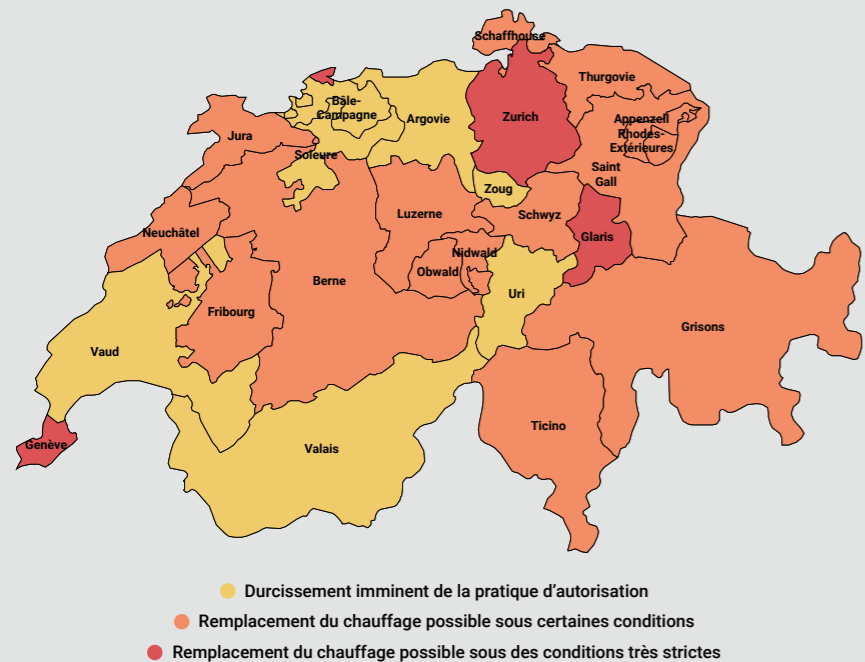 Schaffhouse
Thurgovie
Bâle-
Campagne
Argovie
Zurich
Appenzell
Rhodes-
Extérieures
Jura
Soleure
Saint
Gall
Zoug
Luzerne
Schwyz
Neuchâtel
Glaris
Nidwald
Obwald
Berne
Uri
Fribourg
Grisons
Vaud
Ticino
Genève
Valais
Durcissement imminent de la pratique d'autorisation
Remplacement du chauffage possible sous certaines conditions
Remplacement du chauffage possible sous des conditions très strictes